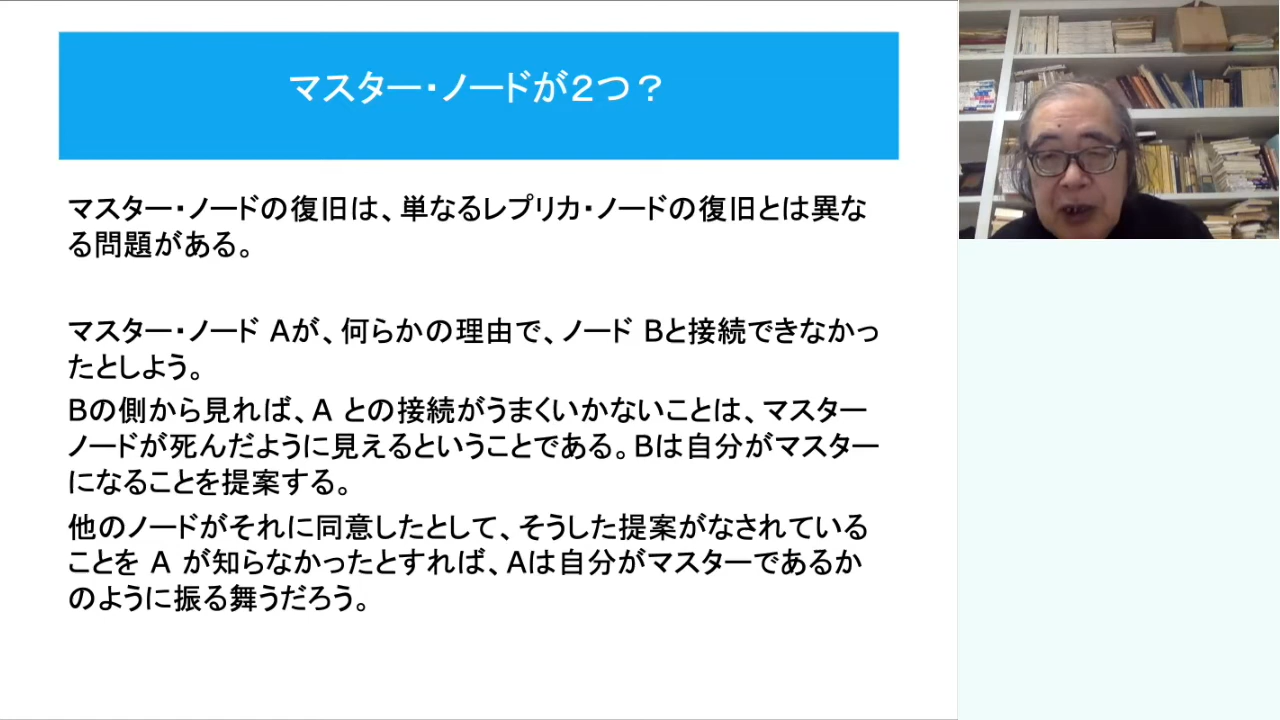 マスター・ノードが２つ？
マスター・ノードの復旧は、単なるレプリカ・ノードの復旧とは異な
る問題がある。
マスター・ノード Aが、何らかの理由で、ノード Bと接続できなかっ
たとしよう。
Bの側から見れば、A との接続がうまくいかないことは、マスター
ノードが死んだように見えるということである。Bは自分がマスター
になることを提案する。
他のノードがそれに同意したとして、そうした提案がなされている
ことを A が知らなかったとすれば、Aは自分がマスターであるか
のように振る舞うだろう。